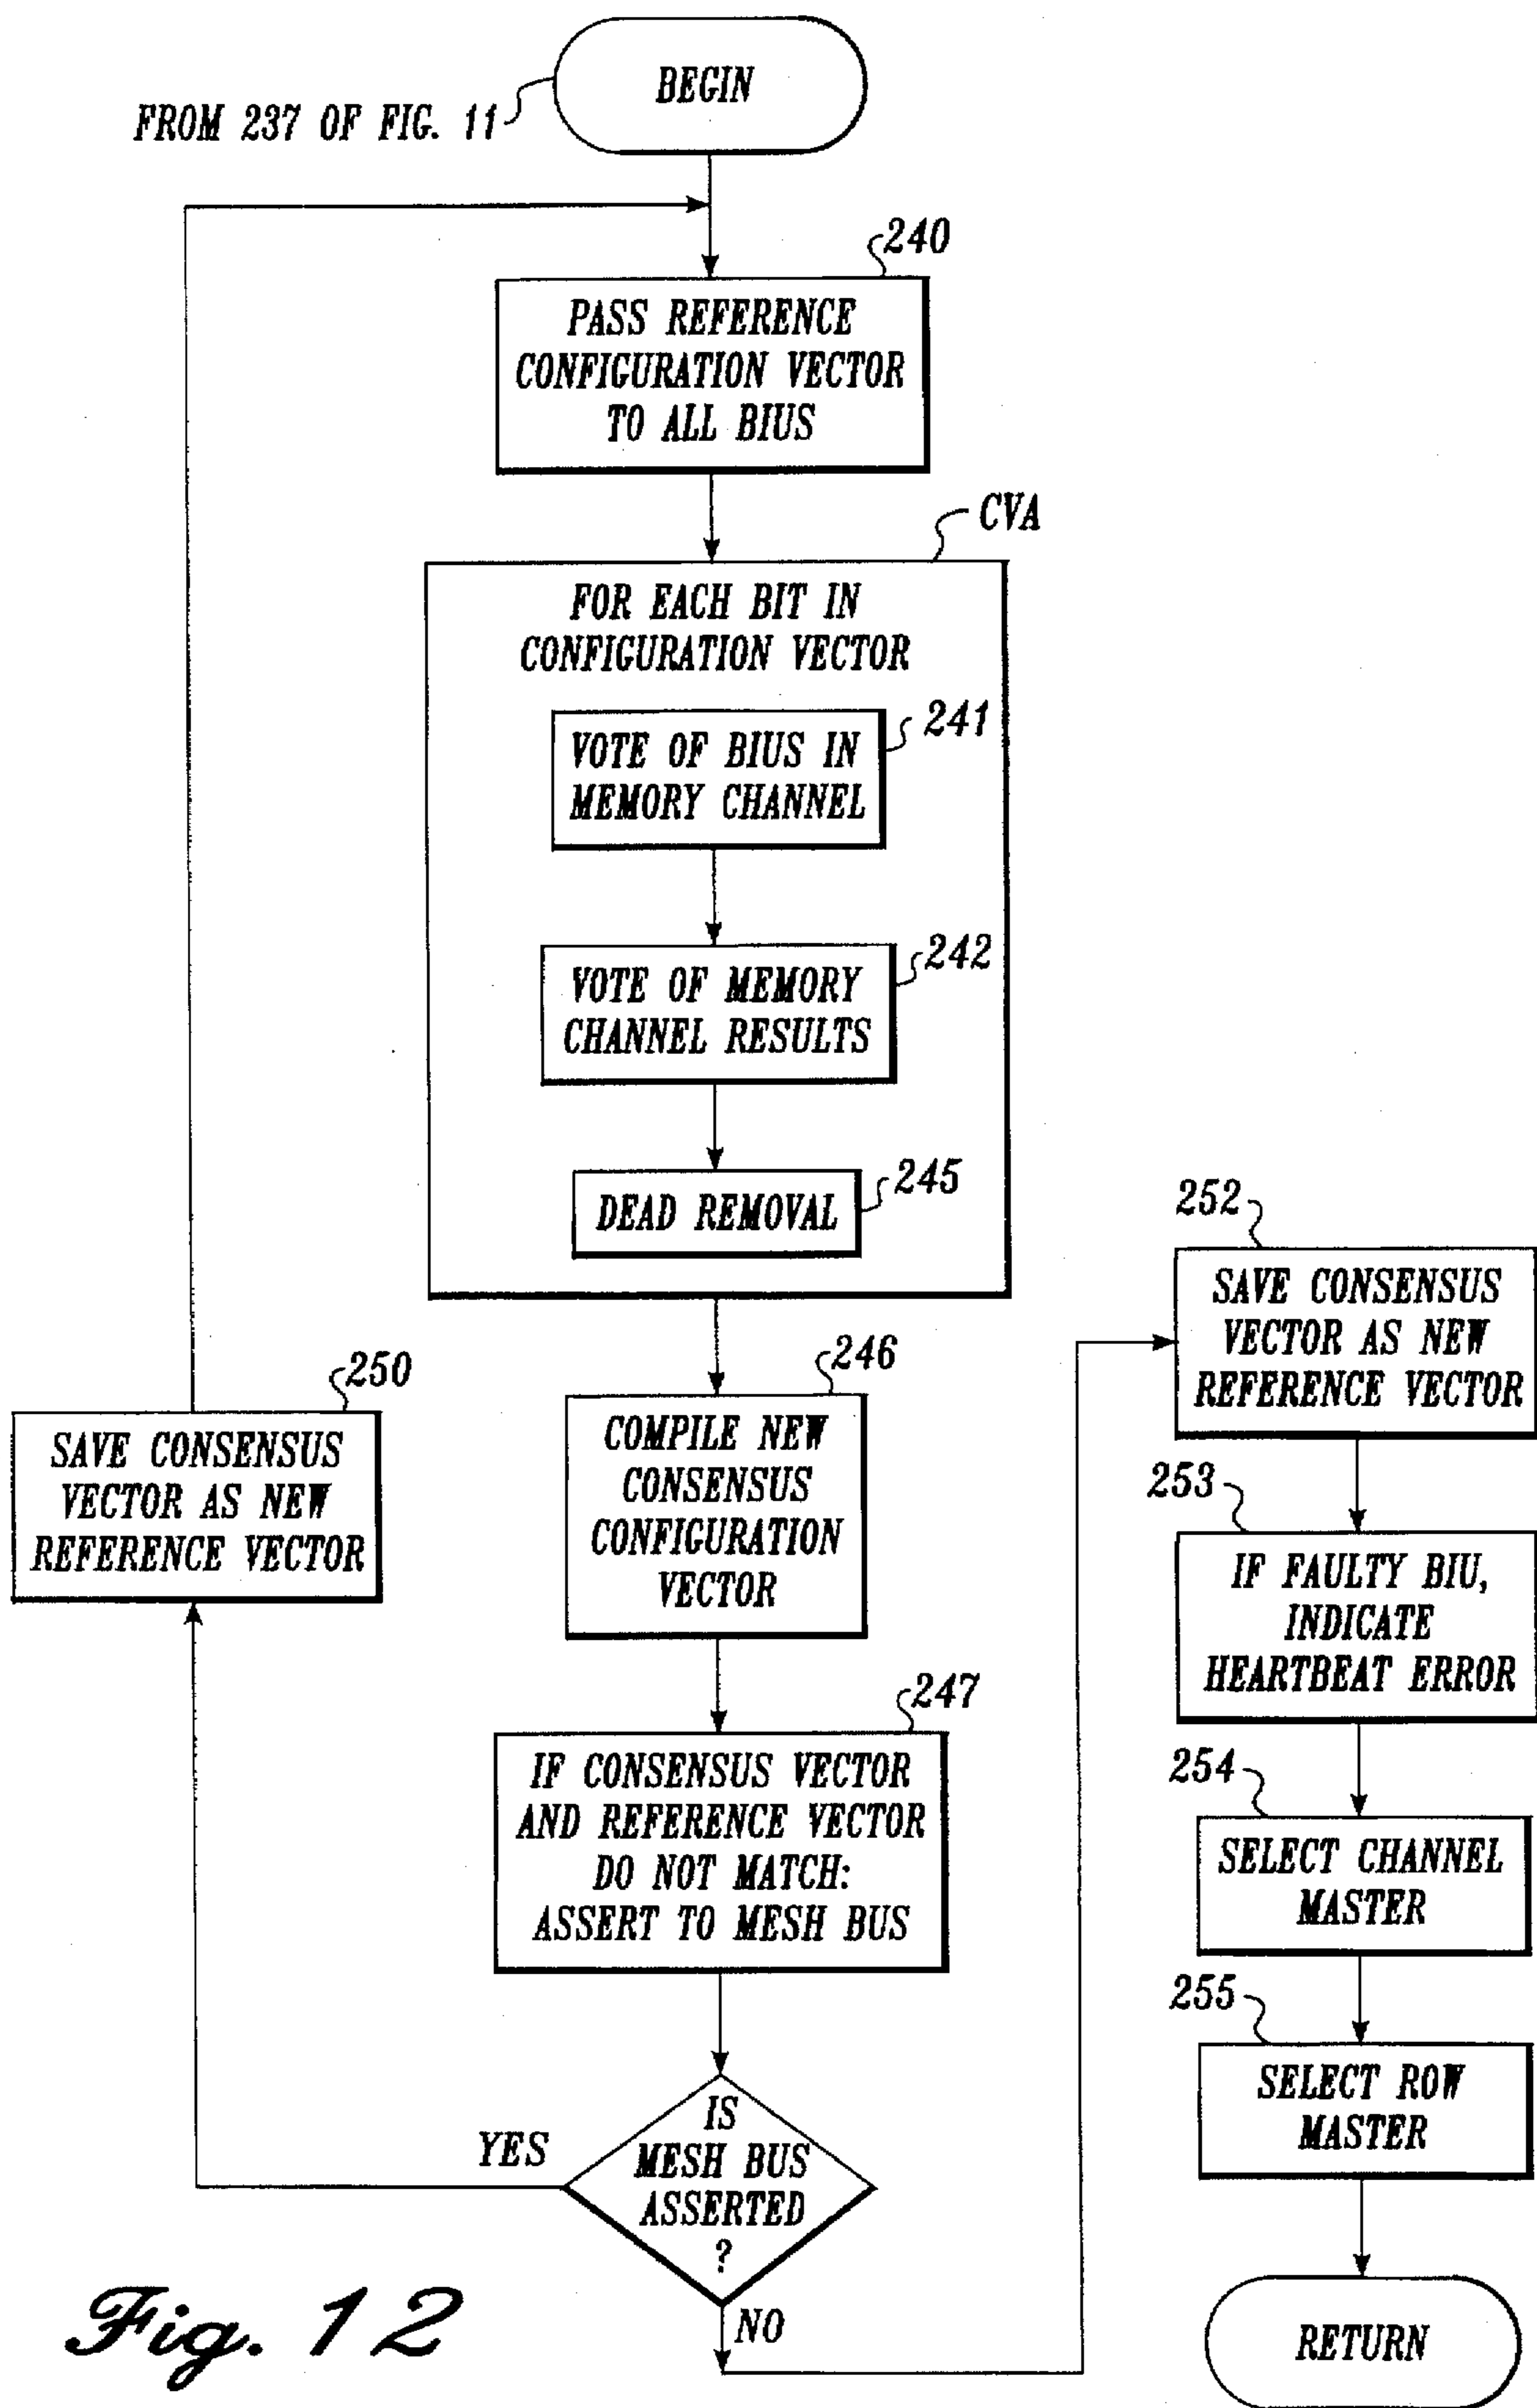 BEGIN
FROM 237 OF FIG. 11
240
PASS REFERENCE
CONFIGURATION VECTOR
TO ALL BIUS
CVA
FOR EACH BIT IN
CONFIGURATION VECTOR
241
VOTE OF BIUS IN
MEMORY CHANNEL
242
VOTE OF MEMORY
CHANNEL RESULTS
245
DEAD REMOVAL
246
COMPILE NEW
CONSENSUS
CONFIGURATION
VECTOR
247
IF CONSENSUS VECTOR
AND REFERENCE VECTOR
DO NOT MATCH:
ASSERT TO MESH BUS
IS
MESH BUS
ASSERTED
?
YES
NO
250
SAVE CONSENSUS
VECTOR AS NEW
REFERENCE VECTOR
252
SAVE CONSENSUS
VECTOR AS NEW
REFERENCE VECTOR
253
IF FAULTY BIU,
INDICATE
HEARTBEAT ERROR
254
SELECT CHANNEL
MASTER
255
SELECT ROW
MASTER
RETURN
Fig. 12